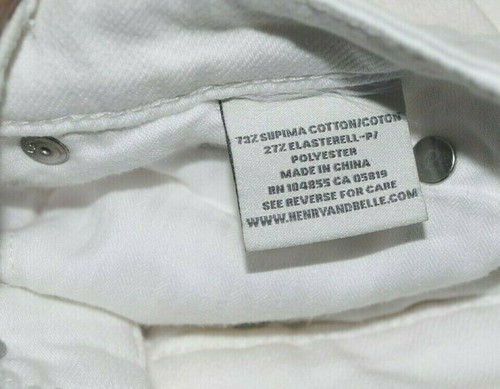 73% SUPIMA COTTON/COTON
27% ELASTERELL-P/
POLYESTER
MADE IN CHINA
RN 104855 CA 05819
SEE REVERSE FOR CARE
WWW.HENRYANDBELLE.COM